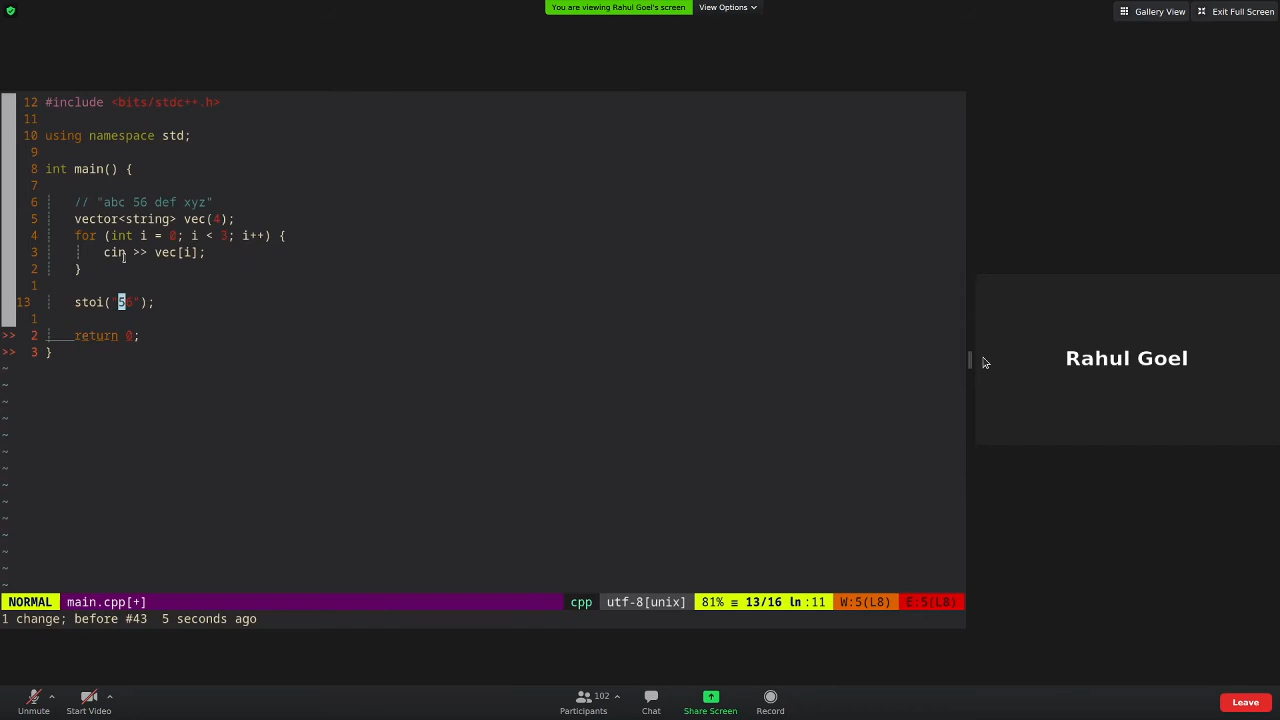 You are viewing Rahul Goel's screen
View Options
Gallery View
Exit Full Screen
12 #include <bits/stdc++.h>
11
10 using namespace std;
9
8 int main() {
7
6 // "abc 56 def xyz"
5 vector<string> vec(4);
4 for (int i = 0; i < 3; i++) {
3 cin >> vec[i];
2 }
1
13 stoi("56");
1
>> 2 return 0;
>> 3 }
~
~
~
~
~
~
~
~
~
~
~
~
~
~
Rahul Goel
NORMAL main.cpp[+] cpp utf-8[unix] 81% ≡ 13/16 ln:11 W:5(L8) E:5(L8)
1 change; before #43 5 seconds ago
Unmute
Start Video
102
Participants
Chat
Share Screen
Record
Leave